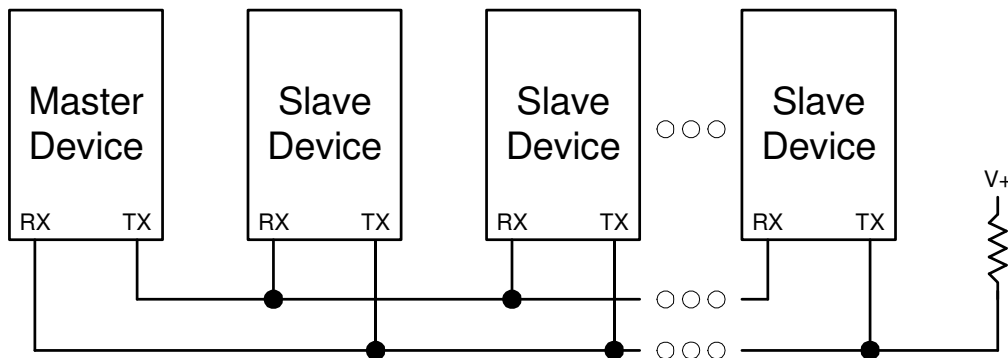 Master
Device
Slave
Device
Slave
Device
Slave
Device
V+
RX TX
RX TX
RX TX
RX TX